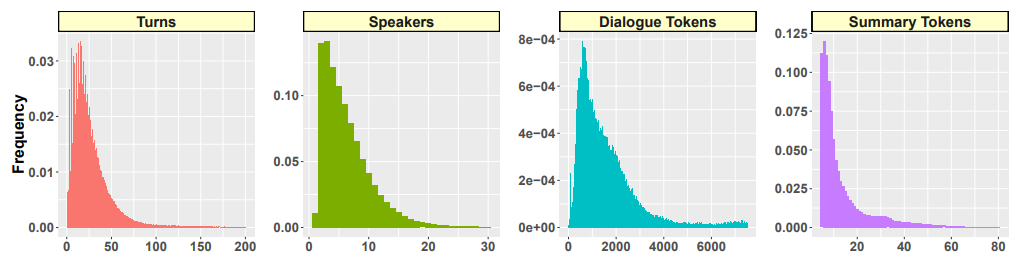 Turns
Speakers
Dialogue Tokens
Summary Tokens
Frequency
0.03
0.02
0.01
0.00
0 50 100 150 200
0.10
0.05
0.00
0 10 20 30
8e−04
6e−04
4e−04
2e−04
0e+00
0 2000 4000 6000
0.125
0.100
0.075
0.050
0.025
0.000
20 40 60 80